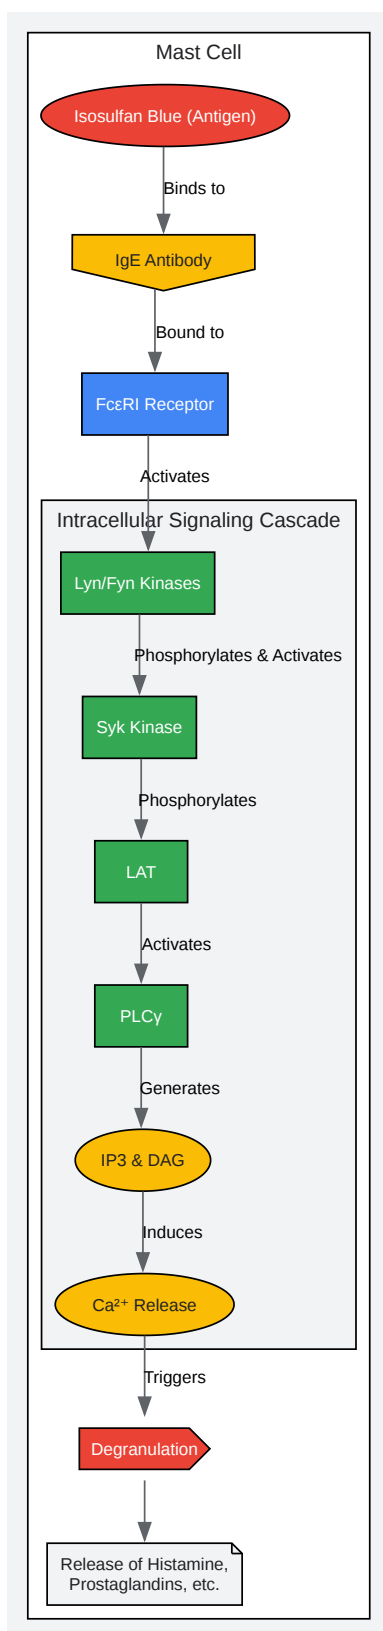 Mast Cell
Isosulfan Blue (Antigen)
Binds to
IgE Antibody
Bound to
FcεRI Receptor
Activates
Intracellular Signaling Cascade
Lyn/Fyn Kinases
Phosphorylates & Activates
Syk Kinase
Phosphorylates
LAT
Activates
PLCγ
Generates
IP3 & DAG
Induces
Ca²⁺ Release
Triggers
Degranulation
Release of Histamine,
Prostaglandins, etc.